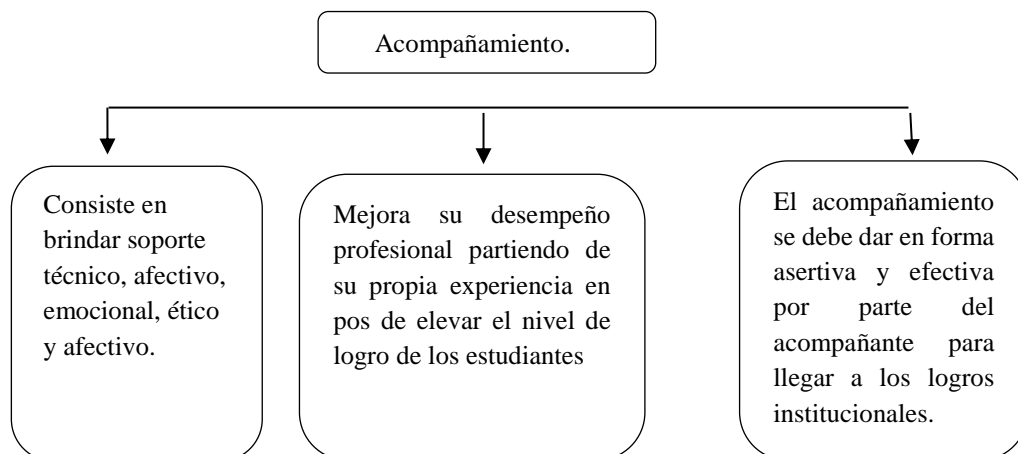 Acompañamiento.
Consiste en
brindar soporte
técnico, afectivo,
emocional, ético
y afectivo.
Mejora su desempeño
profesional partiendo de
su propia experiencia en
pos de elevar el nivel de
logro de los estudiantes
El acompañamiento
se debe dar en forma
asertiva y efectiva
por parte del
acompañante para
llegar a los logros
institucionales.